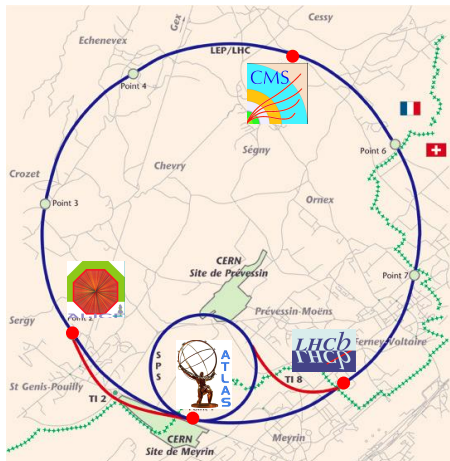 Cessy
Gex
Echenevex
LEP/LHC
CMS
Point 4
Point 6
Ségny
Chevry
Crozet
Ornex
Point 3
Point 7
CERN
Site de Prévessin
Sergy
Prévessin-Moëns
LHCb
LHCb
Ferney-Voltaire
SPS
ATLAS
St Genis-Pouilly
TI 2
TI 8
CERN
Site de Meyrin
Meyrin